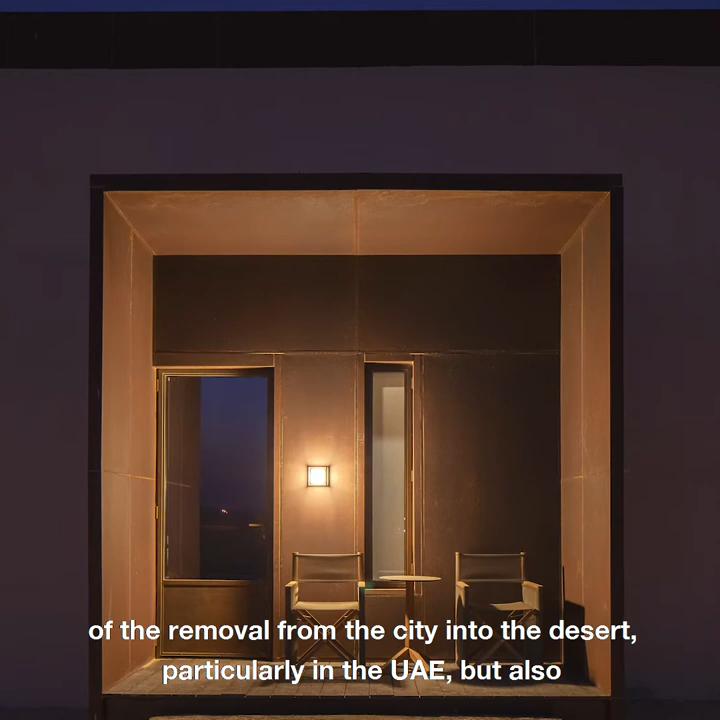 of the removal from the city into the desert,
particularly in the UAE, but also